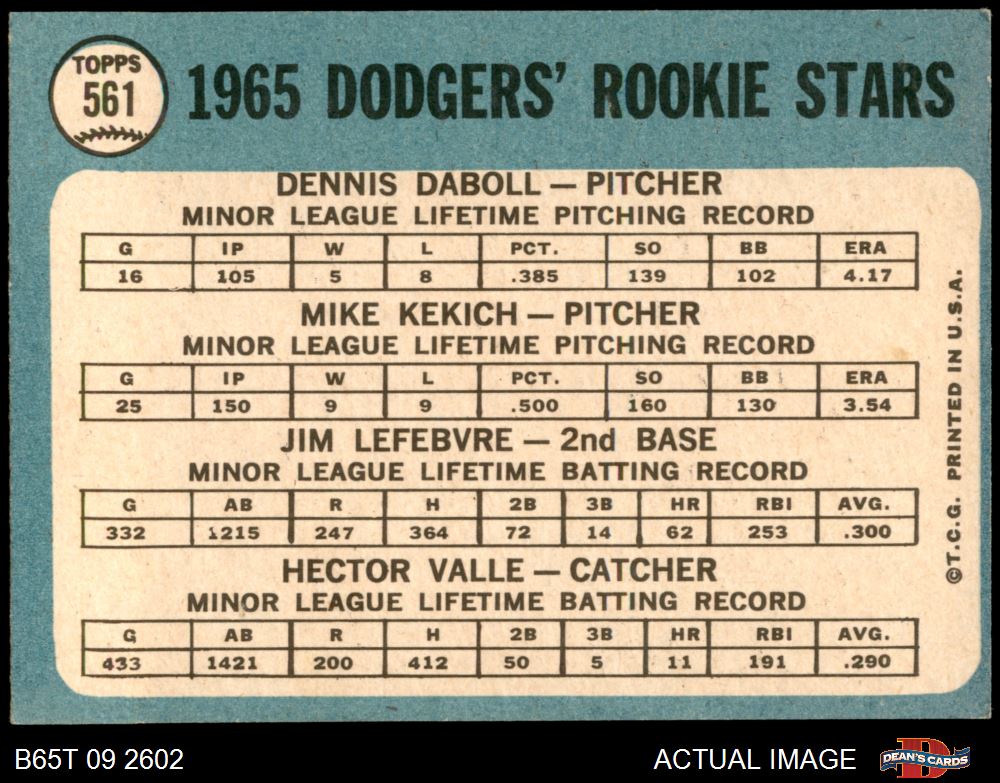 TOPPS
561
1965 DODGERS' ROOKIE STARS
DENNIS DABOLL — PITCHER
MINOR LEAGUE LIFETIME PITCHING RECORD
G IP W L PCT. SO BB ERA
16 105 5 8 .385 139 102 4.17
MIKE KEKICH — PITCHER
MINOR LEAGUE LIFETIME PITCHING RECORD
G IP W L PCT. SO BB ERA
25 150 9 9 .500 160 130 3.54
JIM LEFEBVRE — 2nd BASE
MINOR LEAGUE LIFETIME BATTING RECORD
G AB R H 2B 3B HR RBI AVG.
332 1215 247 364 72 14 62 253 .300
HECTOR VALLE — CATCHER
MINOR LEAGUE LIFETIME BATTING RECORD
G AB R H 2B 3B HR RBI AVG.
433 1421 200 412 50 5 11 191 .290
©T.C.G. PRINTED IN U.S.A.
B65T 09 2602
ACTUAL IMAGE
DEAN'S CARDS